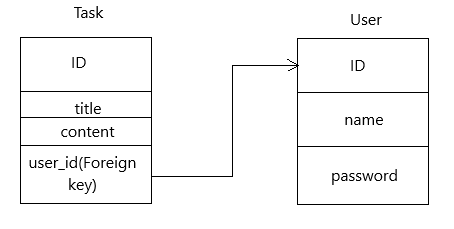 Task
ID
title
content
user_id(Foreign
key)
User
ID
name
password